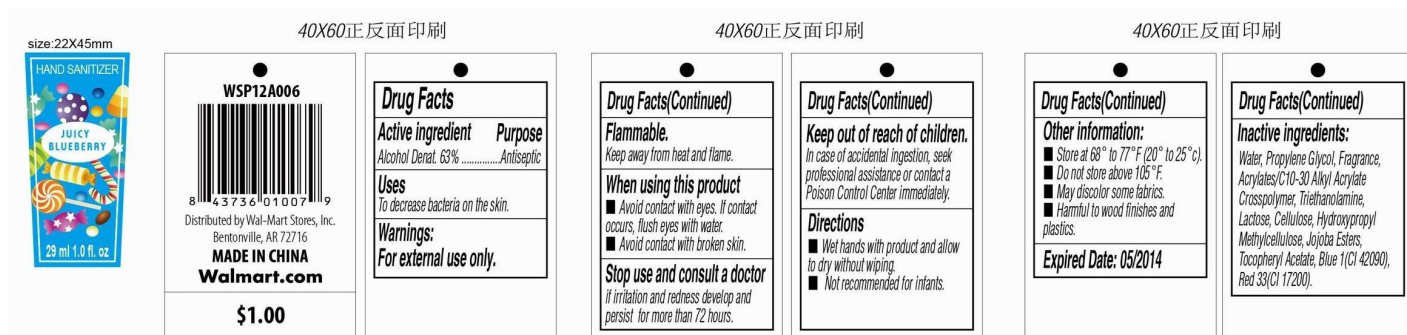 size:22X45mm
HAND SANITIZER
JUICY
BLUEBERRY
29 ml 1.0 fl. oz
40X60正反面印刷
WSP12A006
8 43736 01007 9
Distributed by Wal-Mart Stores, Inc.
Bentonville, AR 72716
MADE IN CHINA
Walmart.com
$1.00
Drug Facts
Active ingredient Purpose
Alcohol Denat. 63% ...............Antiseptic
Uses
To decrease bacteria on the skin.
Warnings:
For external use only.
40X60正反面印刷
Drug Facts(Continued)
Flammable.
Keep away from heat and flame.
When using this product
■ Avoid contact with eyes. If contact
occurs, flush eyes with water.
■ Avoid contact with broken skin.
Stop use and consult a doctor
if irritation and redness develop and
persist for more than 72 hours.
Drug Facts(Continued)
Keep out of reach of children.
In case of accidental ingestion, seek
professional assistance or contact a
Poison Control Center immediately.
Directions
■ Wet hands with product and allow
to dry without wiping.
■ Not recommended for infants.
40X60正反面印刷
Drug Facts(Continued)
Other information:
■ Store at 68° to 77°F (20° to 25°c).
■ Do not store above 105°F.
■ May discolor some fabrics.
■ Harmful to wood finishes and
plastics.
Expired Date: 05/2014
Drug Facts(Continued)
Inactive ingredients:
Water, Propylene Glycol, Fragrance,
Acrylates/C10-30 Alkyl Acrylate
Crosspolymer, Triethanolamine,
Lactose, Cellulose, Hydroxypropyl
Methylcellulose, Jojoba Esters,
Tocopheryl Acetate, Blue 1(CI 42090),
Red 33(CI 17200).